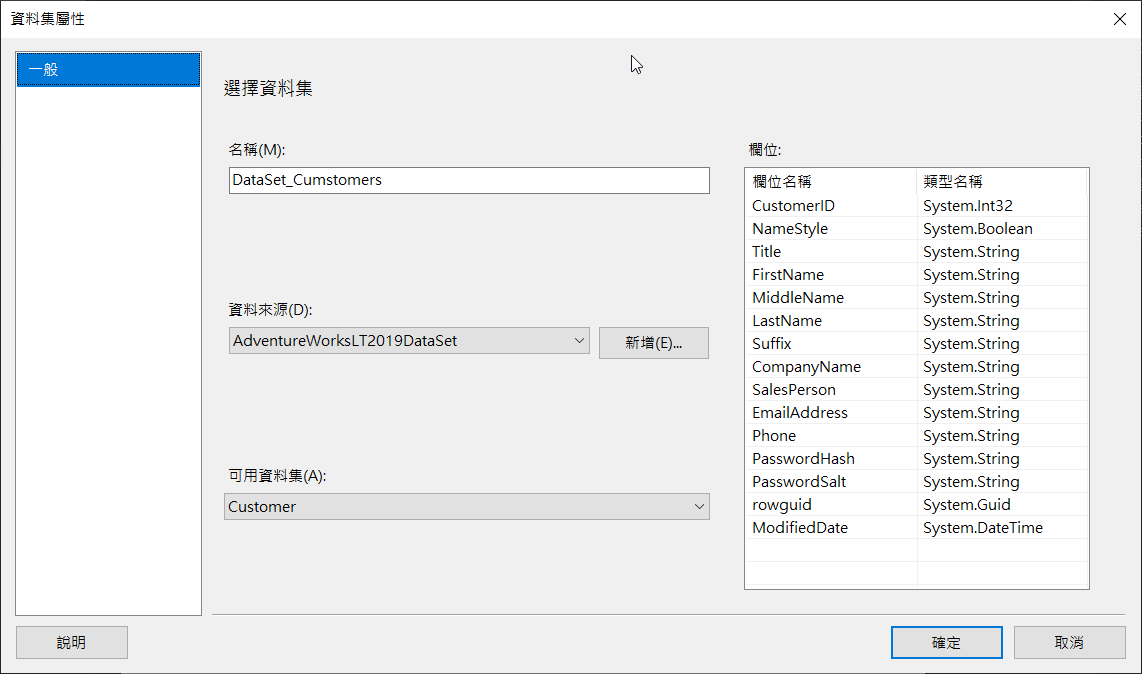 資料集屬性
一般
選擇資料集
名稱(M):
DataSet_Cumstomers
資料來源(D):
AdventureWorksLT2019DataSet
新增(E)...
可用資料集(A):
Customer
欄位:
欄位名稱 類型名稱
CustomerID System.Int32
NameStyle System.Boolean
Title System.String
FirstName System.String
MiddleName System.String
LastName System.String
Suffix System.String
CompanyName System.String
SalesPerson System.String
EmailAddress System.String
Phone System.String
PasswordHash System.String
PasswordSalt System.String
rowguid System.Guid
ModifiedDate System.DateTime
說明
確定
取消